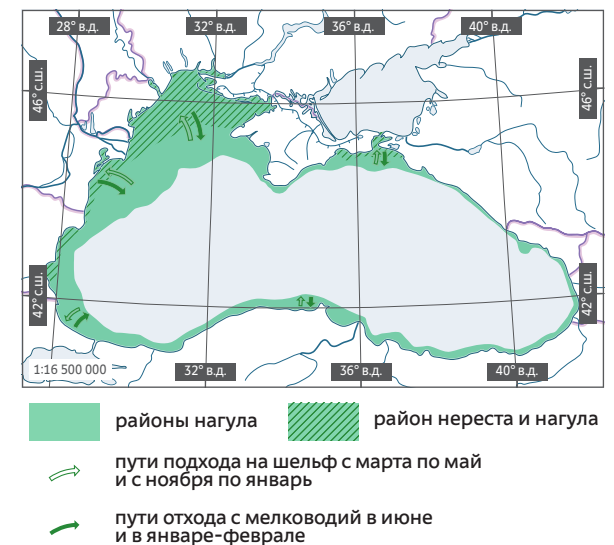 28° в.д. 32° в.д. 36° в.д. 40° в.д.
46° с.ш. 46° с.ш.
42° с.ш. 42° с.ш.
1:16 500 000 32° в.д. 36° в.д. 40° в.д.
районы нагула
район нереста и нагула
пути подхода на шельф с марта по май
и с ноября по январь
пути отхода с мелководий в июне
и в январе-феврале